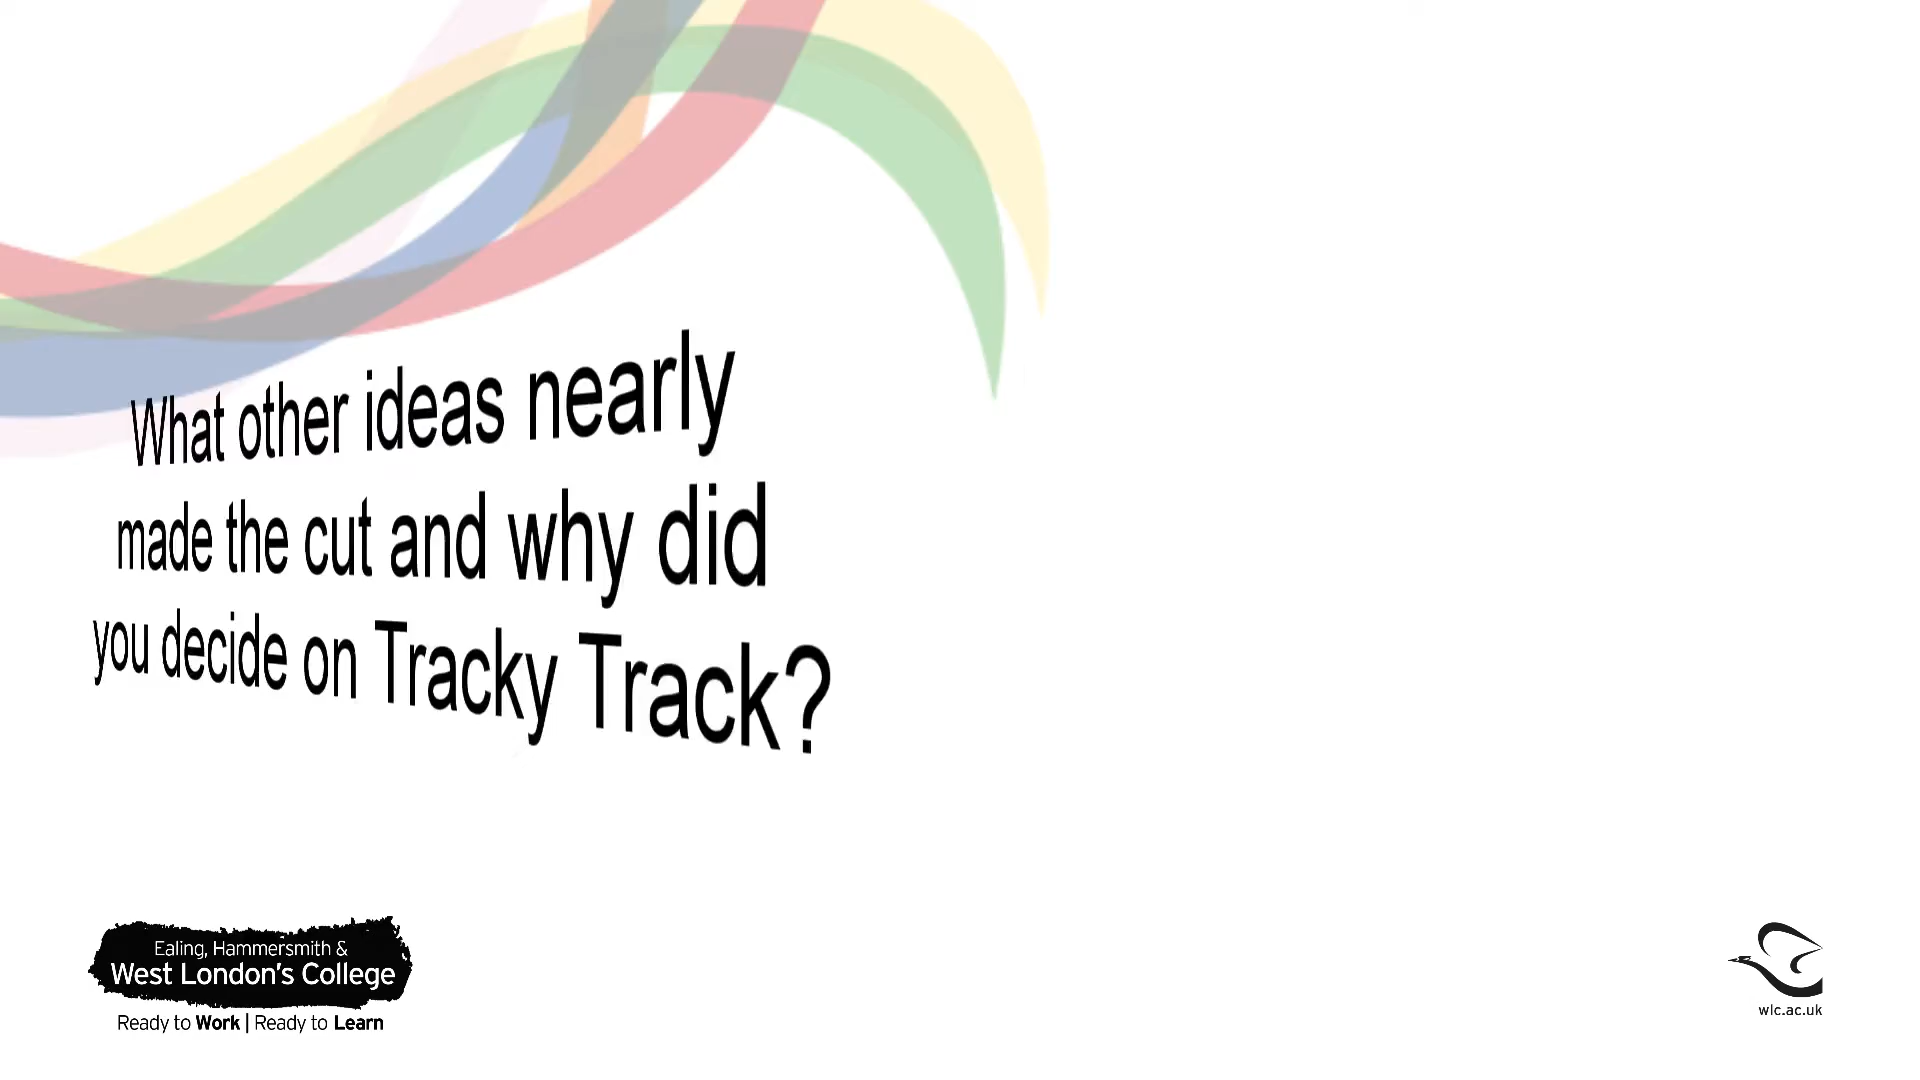 What other ideas nearly
made the cut and why did
you decide on Tracky Track?
Ealing, Hammersmith &
West London's College
Ready to Work | Ready to Learn
wlc.ac.uk